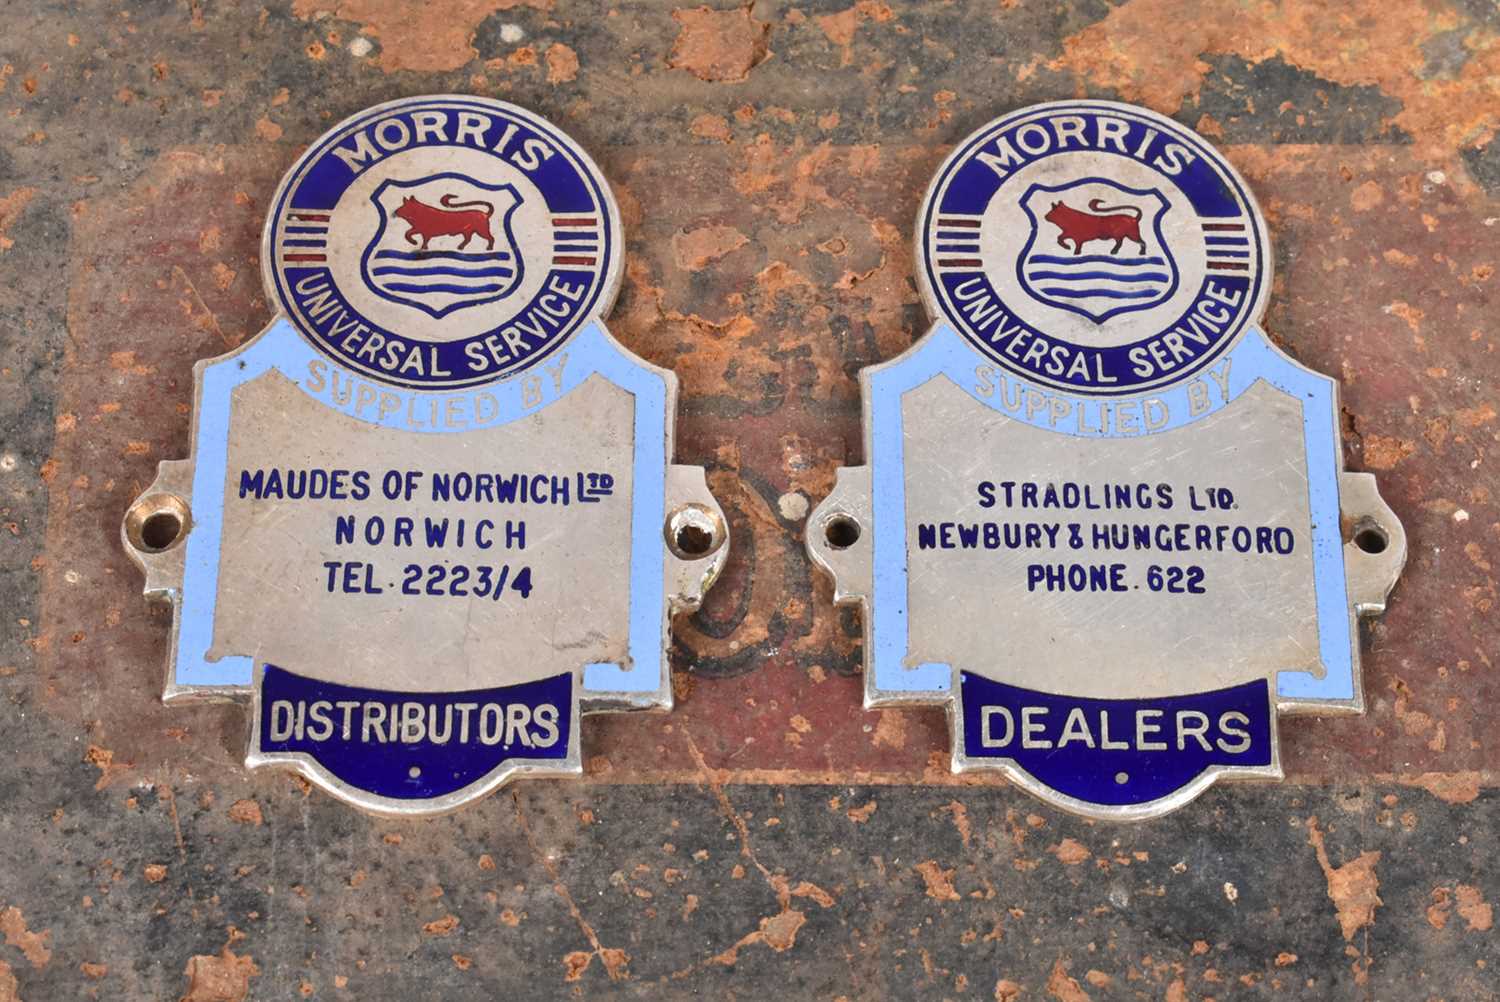 MORRIS
UNIVERSAL SERVICE
SUPPLIED BY
MAUDES OF NORWICH LTD
NORWICH
TEL. 2223/4
DISTRIBUTORS
MORRIS
UNIVERSAL SERVICE
SUPPLIED BY
STRADLINGS LTD.
NEWBURY & HUNGERFORD
PHONE. 622
DEALERS